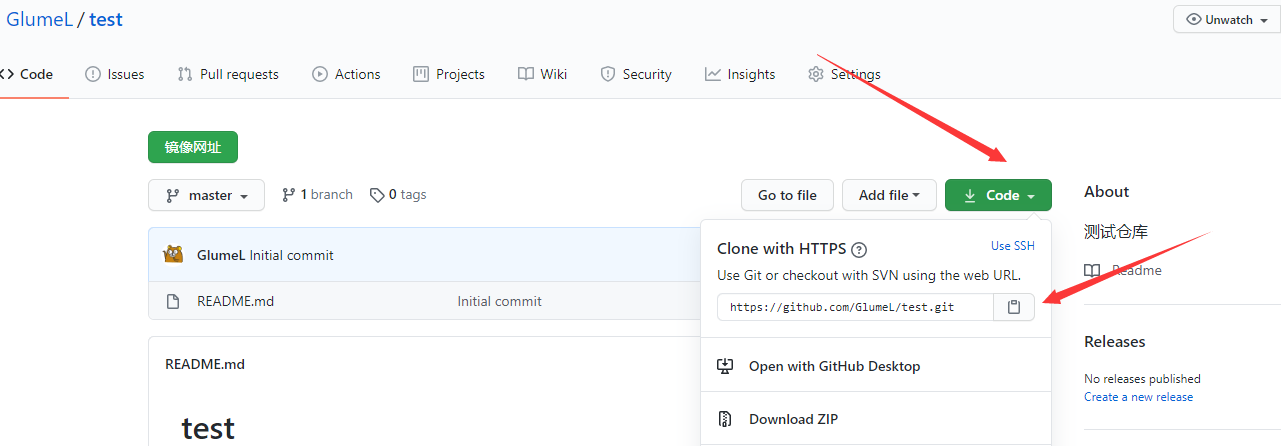 GlumeL / test
Unwatch
Code Issues Pull requests Actions Projects Wiki Security Insights Settings
镜像网址
master 1 branch 0 tags Go to file Add file Code
GlumeL Initial commit
README.md Initial commit
README.md
test
Clone with HTTPS Use SSH
Use Git or checkout with SVN using the web URL.
https://github.com/GlumeL/test.git
Open with GitHub Desktop
Download ZIP
About
测试仓库
Readme
Releases
No releases published
Create a new release